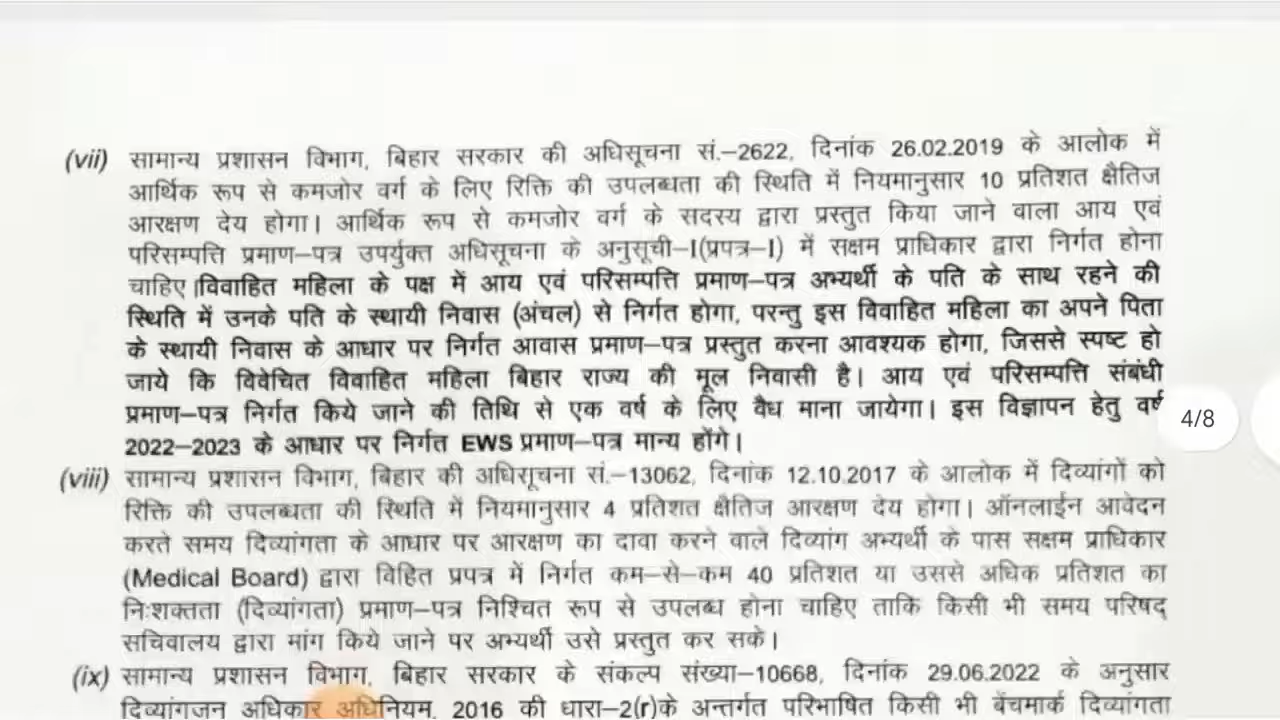 (vii) सामान्य प्रशासन विभाग, बिहार सरकार की अधिसूचना सं.–2622, दिनांक 26.02.2019 के आलोक में
आर्थिक रूप से कमजोर वर्ग के लिए रिक्ति की उपलब्धता की स्थिति में नियमानुसार 10 प्रतिशत क्षैतिज
आरक्षण देय होगा। आर्थिक रूप से कमजोर वर्ग के सदस्य द्वारा प्रस्तुत किया जाने वाला आय एवं
परिसम्पत्ति प्रमाण–पत्र उपर्युक्त अधिसूचना के अनुसूची–I(प्रपत्र–I) में सक्षम प्राधिकार द्वारा निर्गत होना
चाहिए।विवाहित महिला के पक्ष में आय एवं परिसम्पत्ति प्रमाण–पत्र अभ्यर्थी के पति के साथ रहने की
स्थिति में उनके पति के स्थायी निवास (अंचल) से निर्गत होगा, परन्तु इस विवाहित महिला का अपने पिता
के स्थायी निवास के आधार पर निर्गत आवास प्रमाण–पत्र प्रस्तुत करना आवश्यक होगा, जिससे स्पष्ट हो
जाये कि विवेचित विवाहित महिला बिहार राज्य की मूल निवासी है। आय एवं परिसम्पत्ति संबंधी
प्रमाण–पत्र निर्गत किये जाने की तिथि से एक वर्ष के लिए वैध माना जायेगा। इस विज्ञापन हेतु वर्ष
4/8
2022–2023 के आधार पर निर्गत EWS प्रमाण–पत्र मान्य होंगे।
(viii) सामान्य प्रशासन विभाग, बिहार की अधिसूचना सं.–13062, दिनांक 12.10.2017 के आलोक में दिव्यांगों को
रिक्ति की उपलब्धता की स्थिति में नियमानुसार 4 प्रतिशत क्षैतिज आरक्षण देय होगा। ऑनलाईन आवेदन
करते समय दिव्यांगता के आधार पर आरक्षण का दावा करने वाले दिव्यांग अभ्यर्थी के पास सक्षम प्राधिकार
(Medical Board) द्वारा विहित प्रपत्र में निर्गत कम–से–कम 40 प्रतिशत या उससे अधिक प्रतिशत का
निःशक्तता (दिव्यांगता) प्रमाण–पत्र निश्चित रूप से उपलब्ध होना चाहिए ताकि किसी भी समय परिषद्
सचिवालय द्वारा मांग किये जाने पर अभ्यर्थी उसे प्रस्तुत कर सके।
(ix) सामान्य प्रशासन विभाग, बिहार सरकार के संकल्प संख्या–10668, दिनांक 29.06.2022 के अनुसार
दिव्यांगजन अधिकार अधिनियम, 2016 की धारा–2(r)के अन्तर्गत परिभाषित किसी भी बेंचमार्क दिव्यांगता